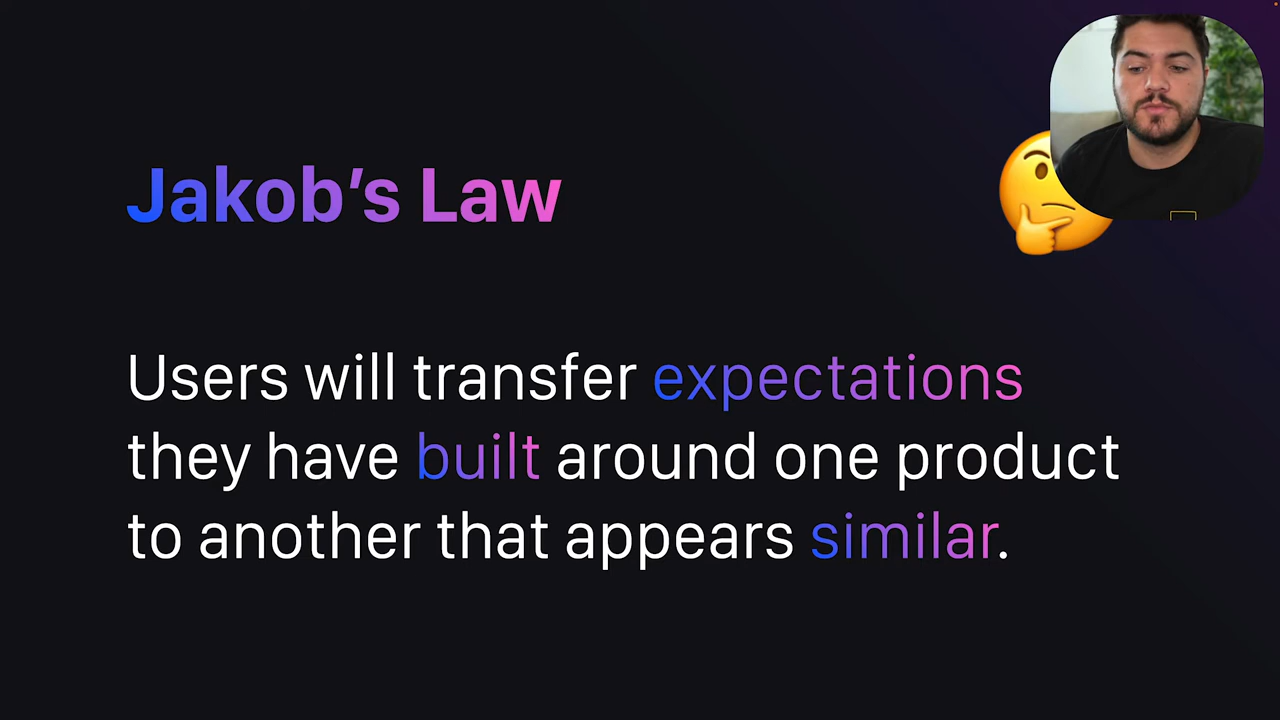 Jakob’s Law
Users will transfer expectations
they have built around one product
to another that appears similar.